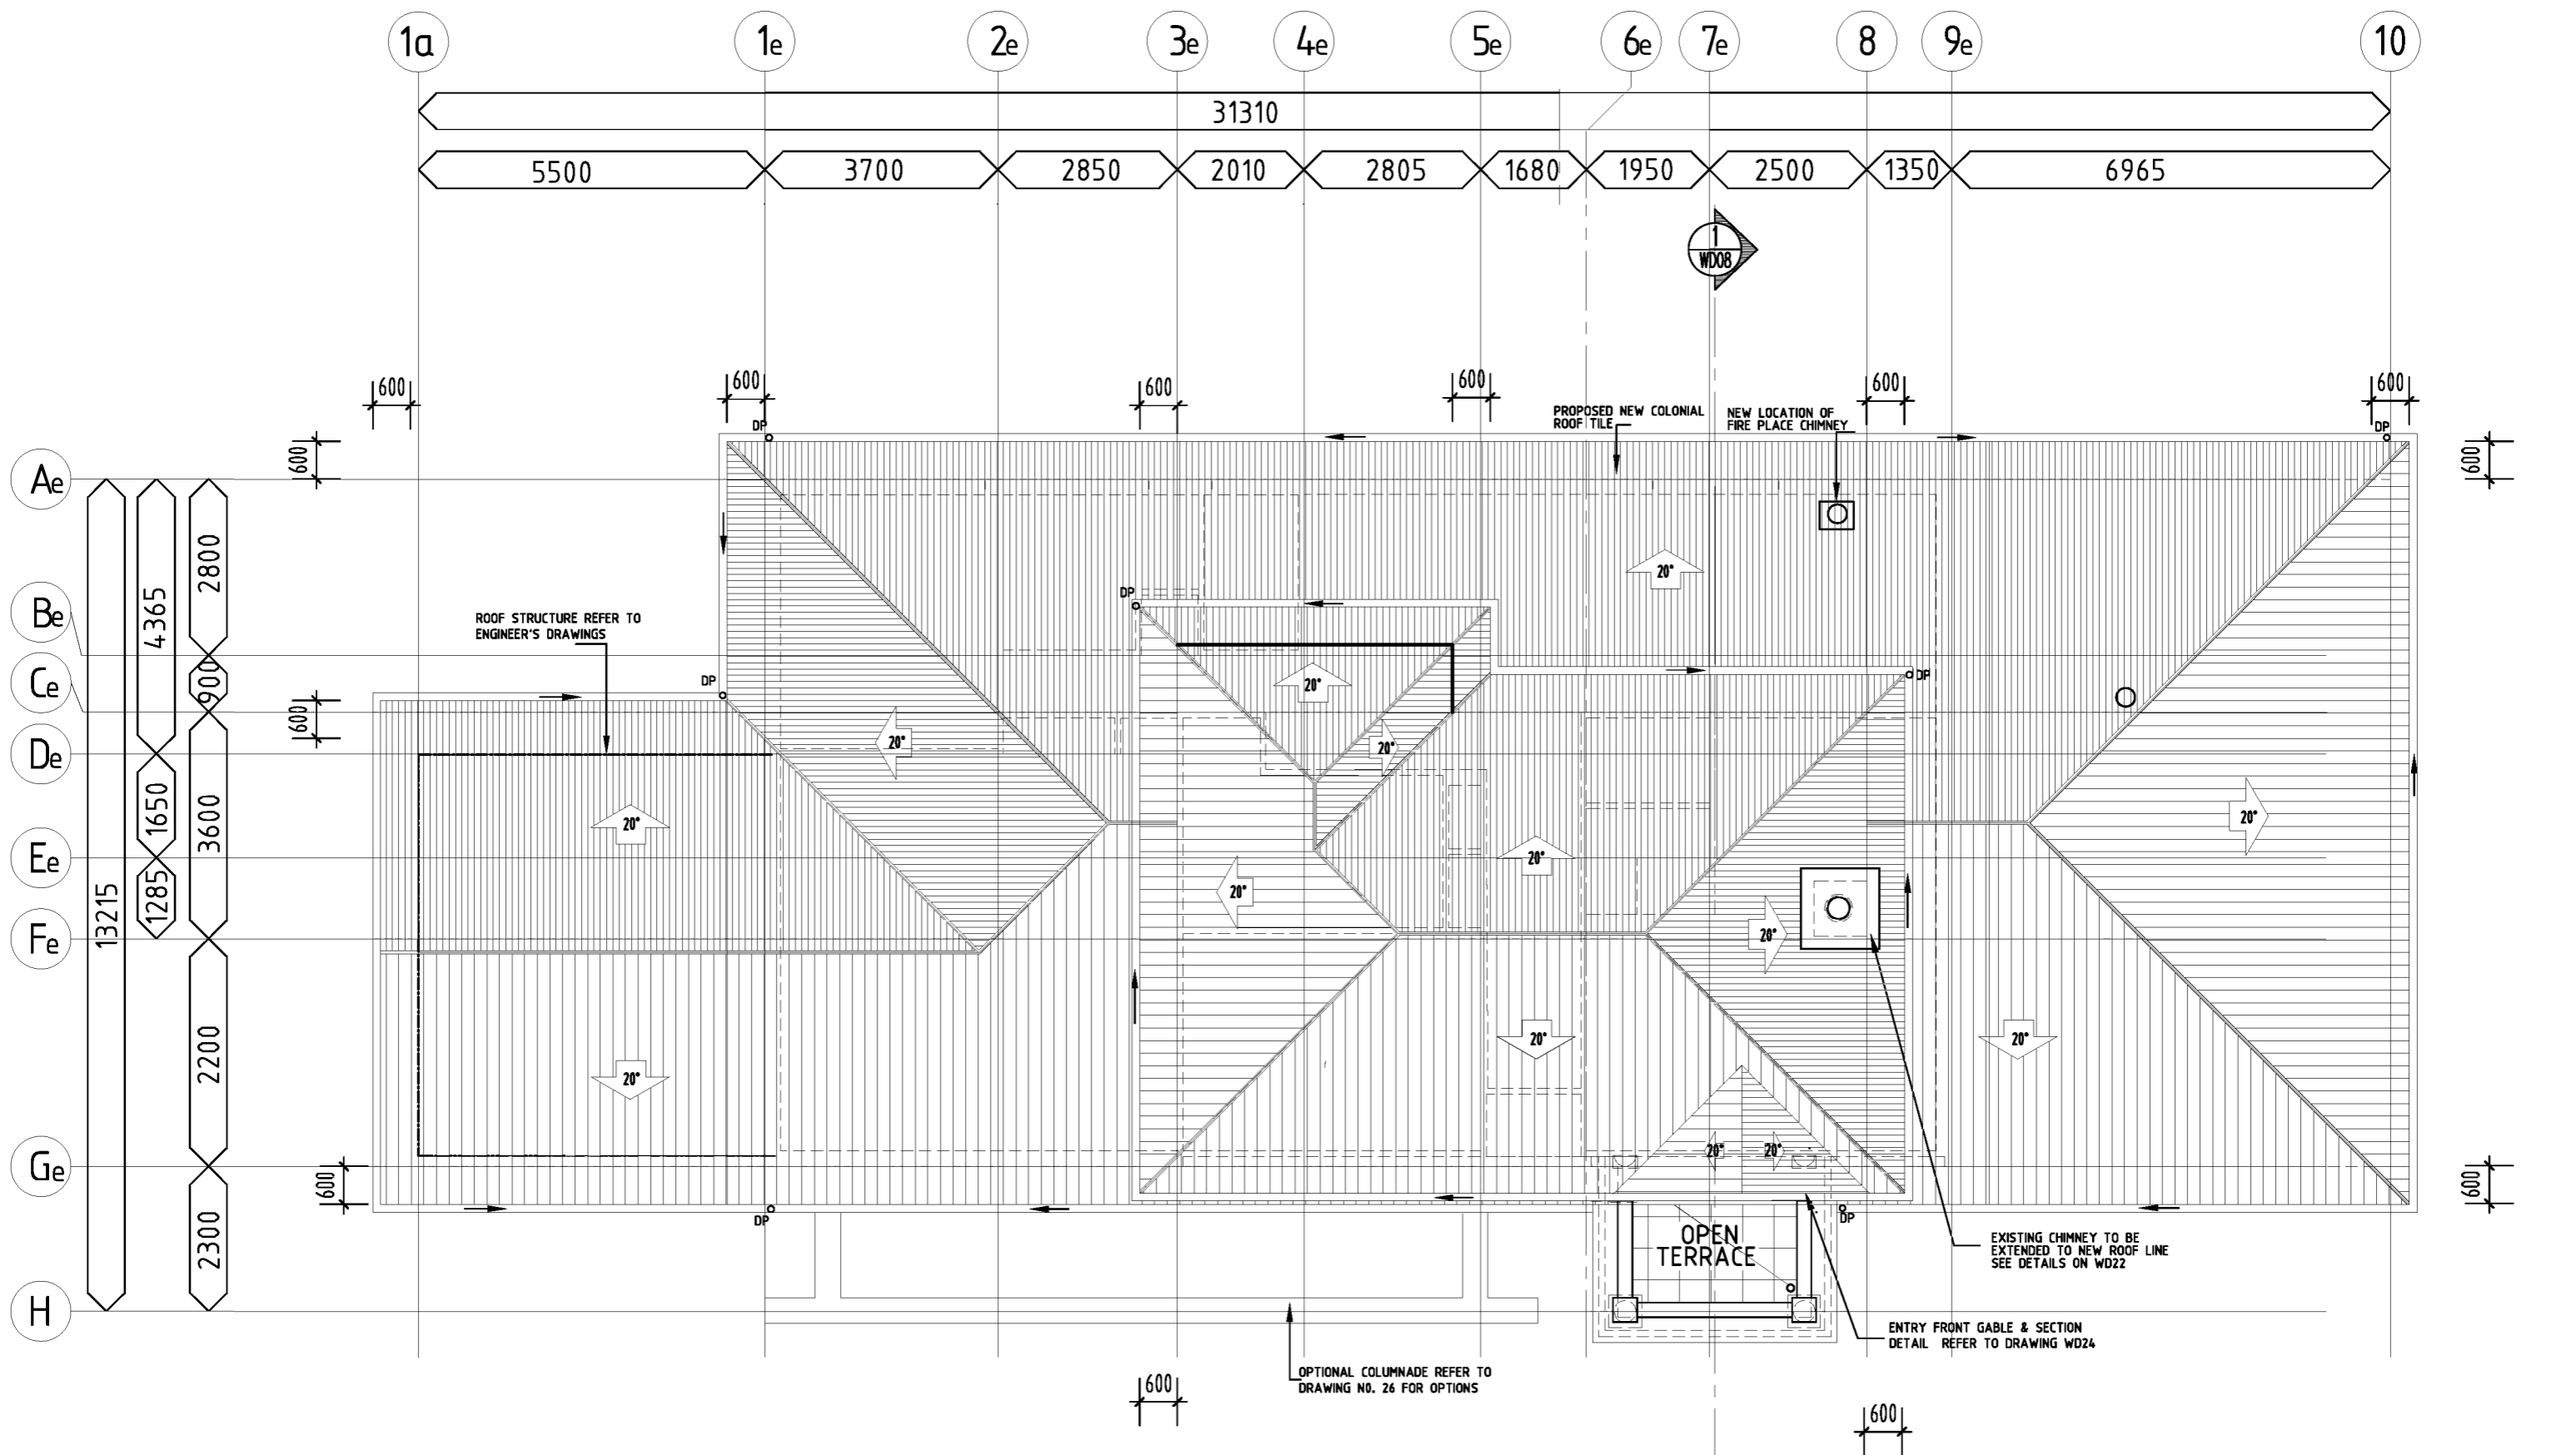 1a 1e 2e 3e 4e 5e 6e 7e 8 9e 10
31310
5500 3700 2850 2010 2805 1680 1950 2500 1350 6965
1
WD08
600 600 600 600 600 600
PROPOSED NEW COLONIAL
ROOF TILE
NEW LOCATION OF
FIRE PLACE CHIMNEY
DP DP
600 600
Ae
2800
4365
20°
Be
DP
ROOF STRUCTURE REFER TO
ENGINEER'S DRAWINGS
900
Ce
DP DP
20°
600
20° 20°
De
1650
3600
20° 20°
Ee
20°
1285
20°
13215
20°
Fe
2200
20° 20°
20°
Ge
20° 20°
600 600
2300
DP DP
OPEN
TERRACE
EXISTING CHIMNEY TO BE
EXTENDED TO NEW ROOF LINE
SEE DETAILS ON WD22
H
ENTRY FRONT GABLE & SECTION
DETAIL REFER TO DRAWING WD24
OPTIONAL COLUMNADE REFER TO
DRAWING NO. 26 FOR OPTIONS
600
600